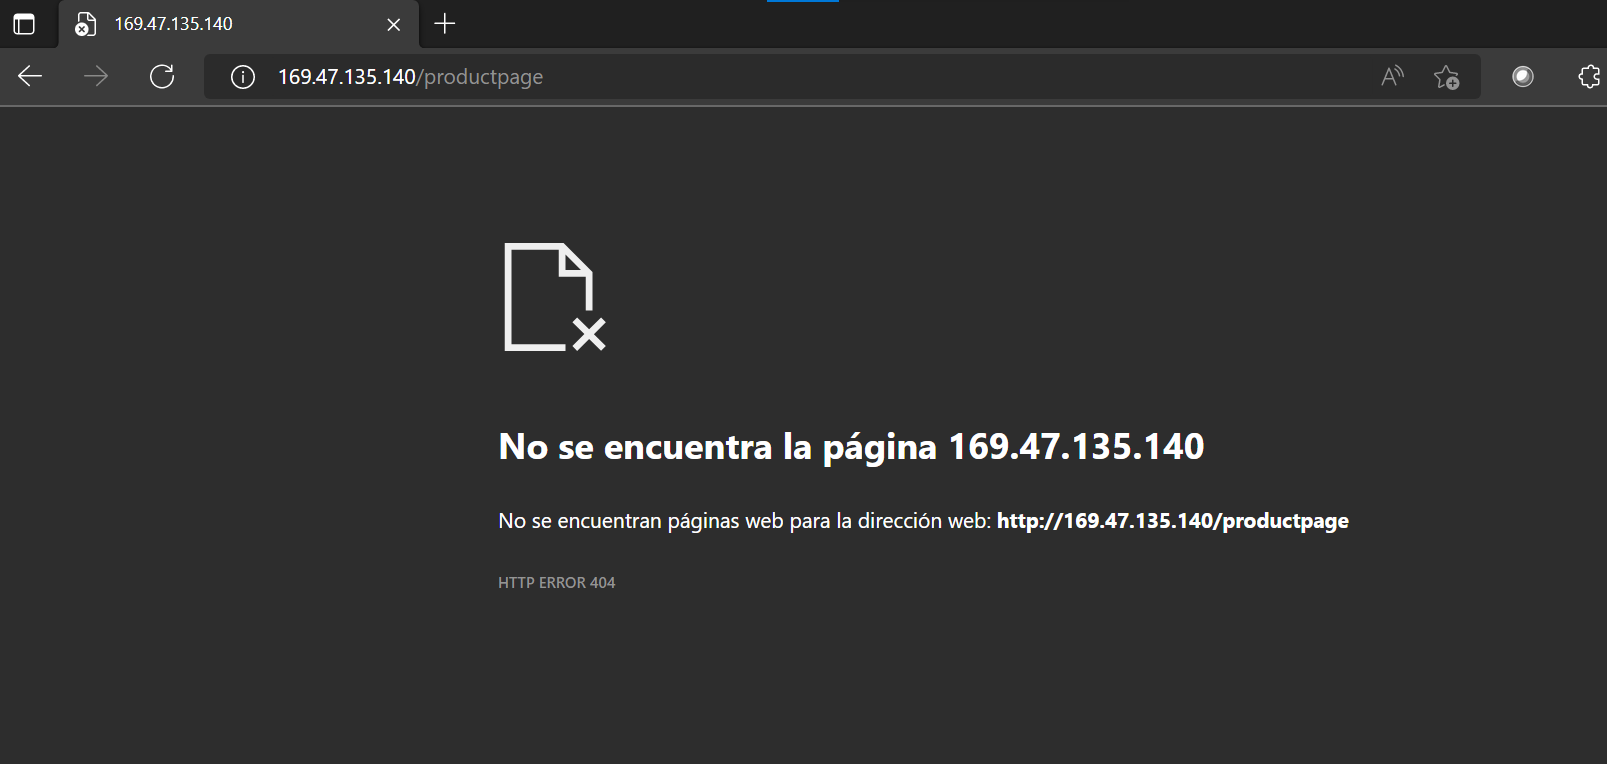 169.47.135.140
169.47.135.140/productpage
No se encuentra la página 169.47.135.140
No se encuentran páginas web para la dirección web: http://169.47.135.140/productpage
HTTP ERROR 404